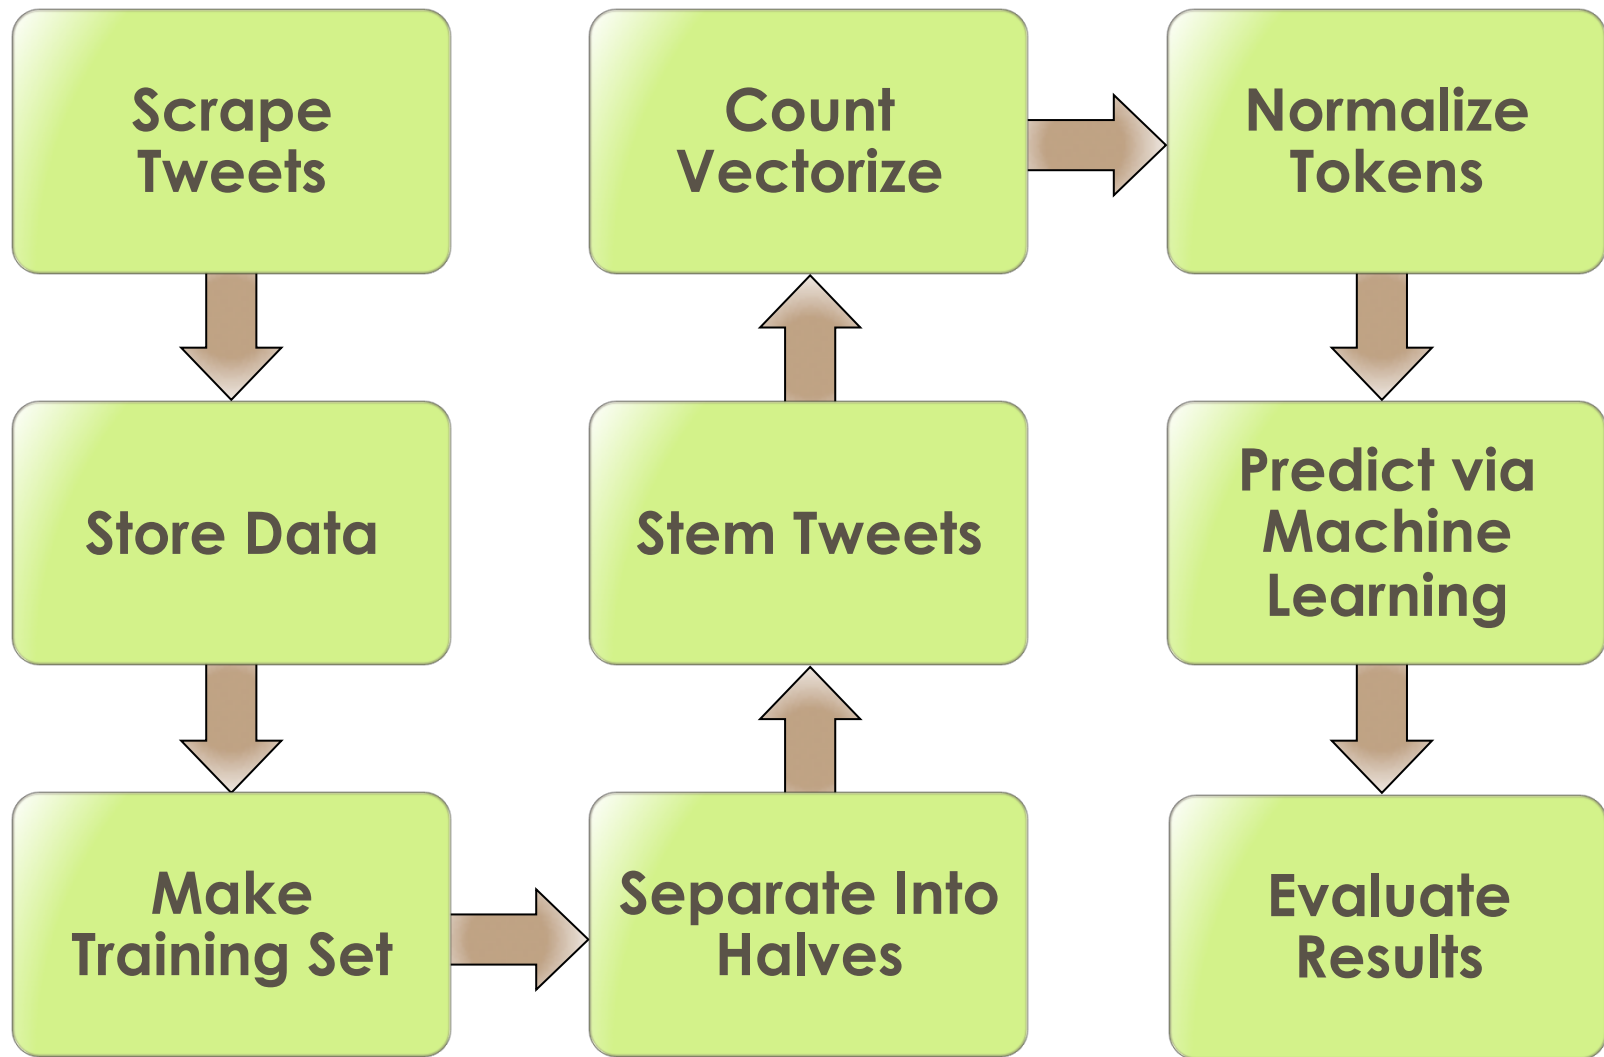 Scrape
Tweets
Store Data
Make
Training Set
Separate Into
Halves
Stem Tweets
Count
Vectorize
Normalize
Tokens
Predict via
Machine
Learning
Evaluate
Results